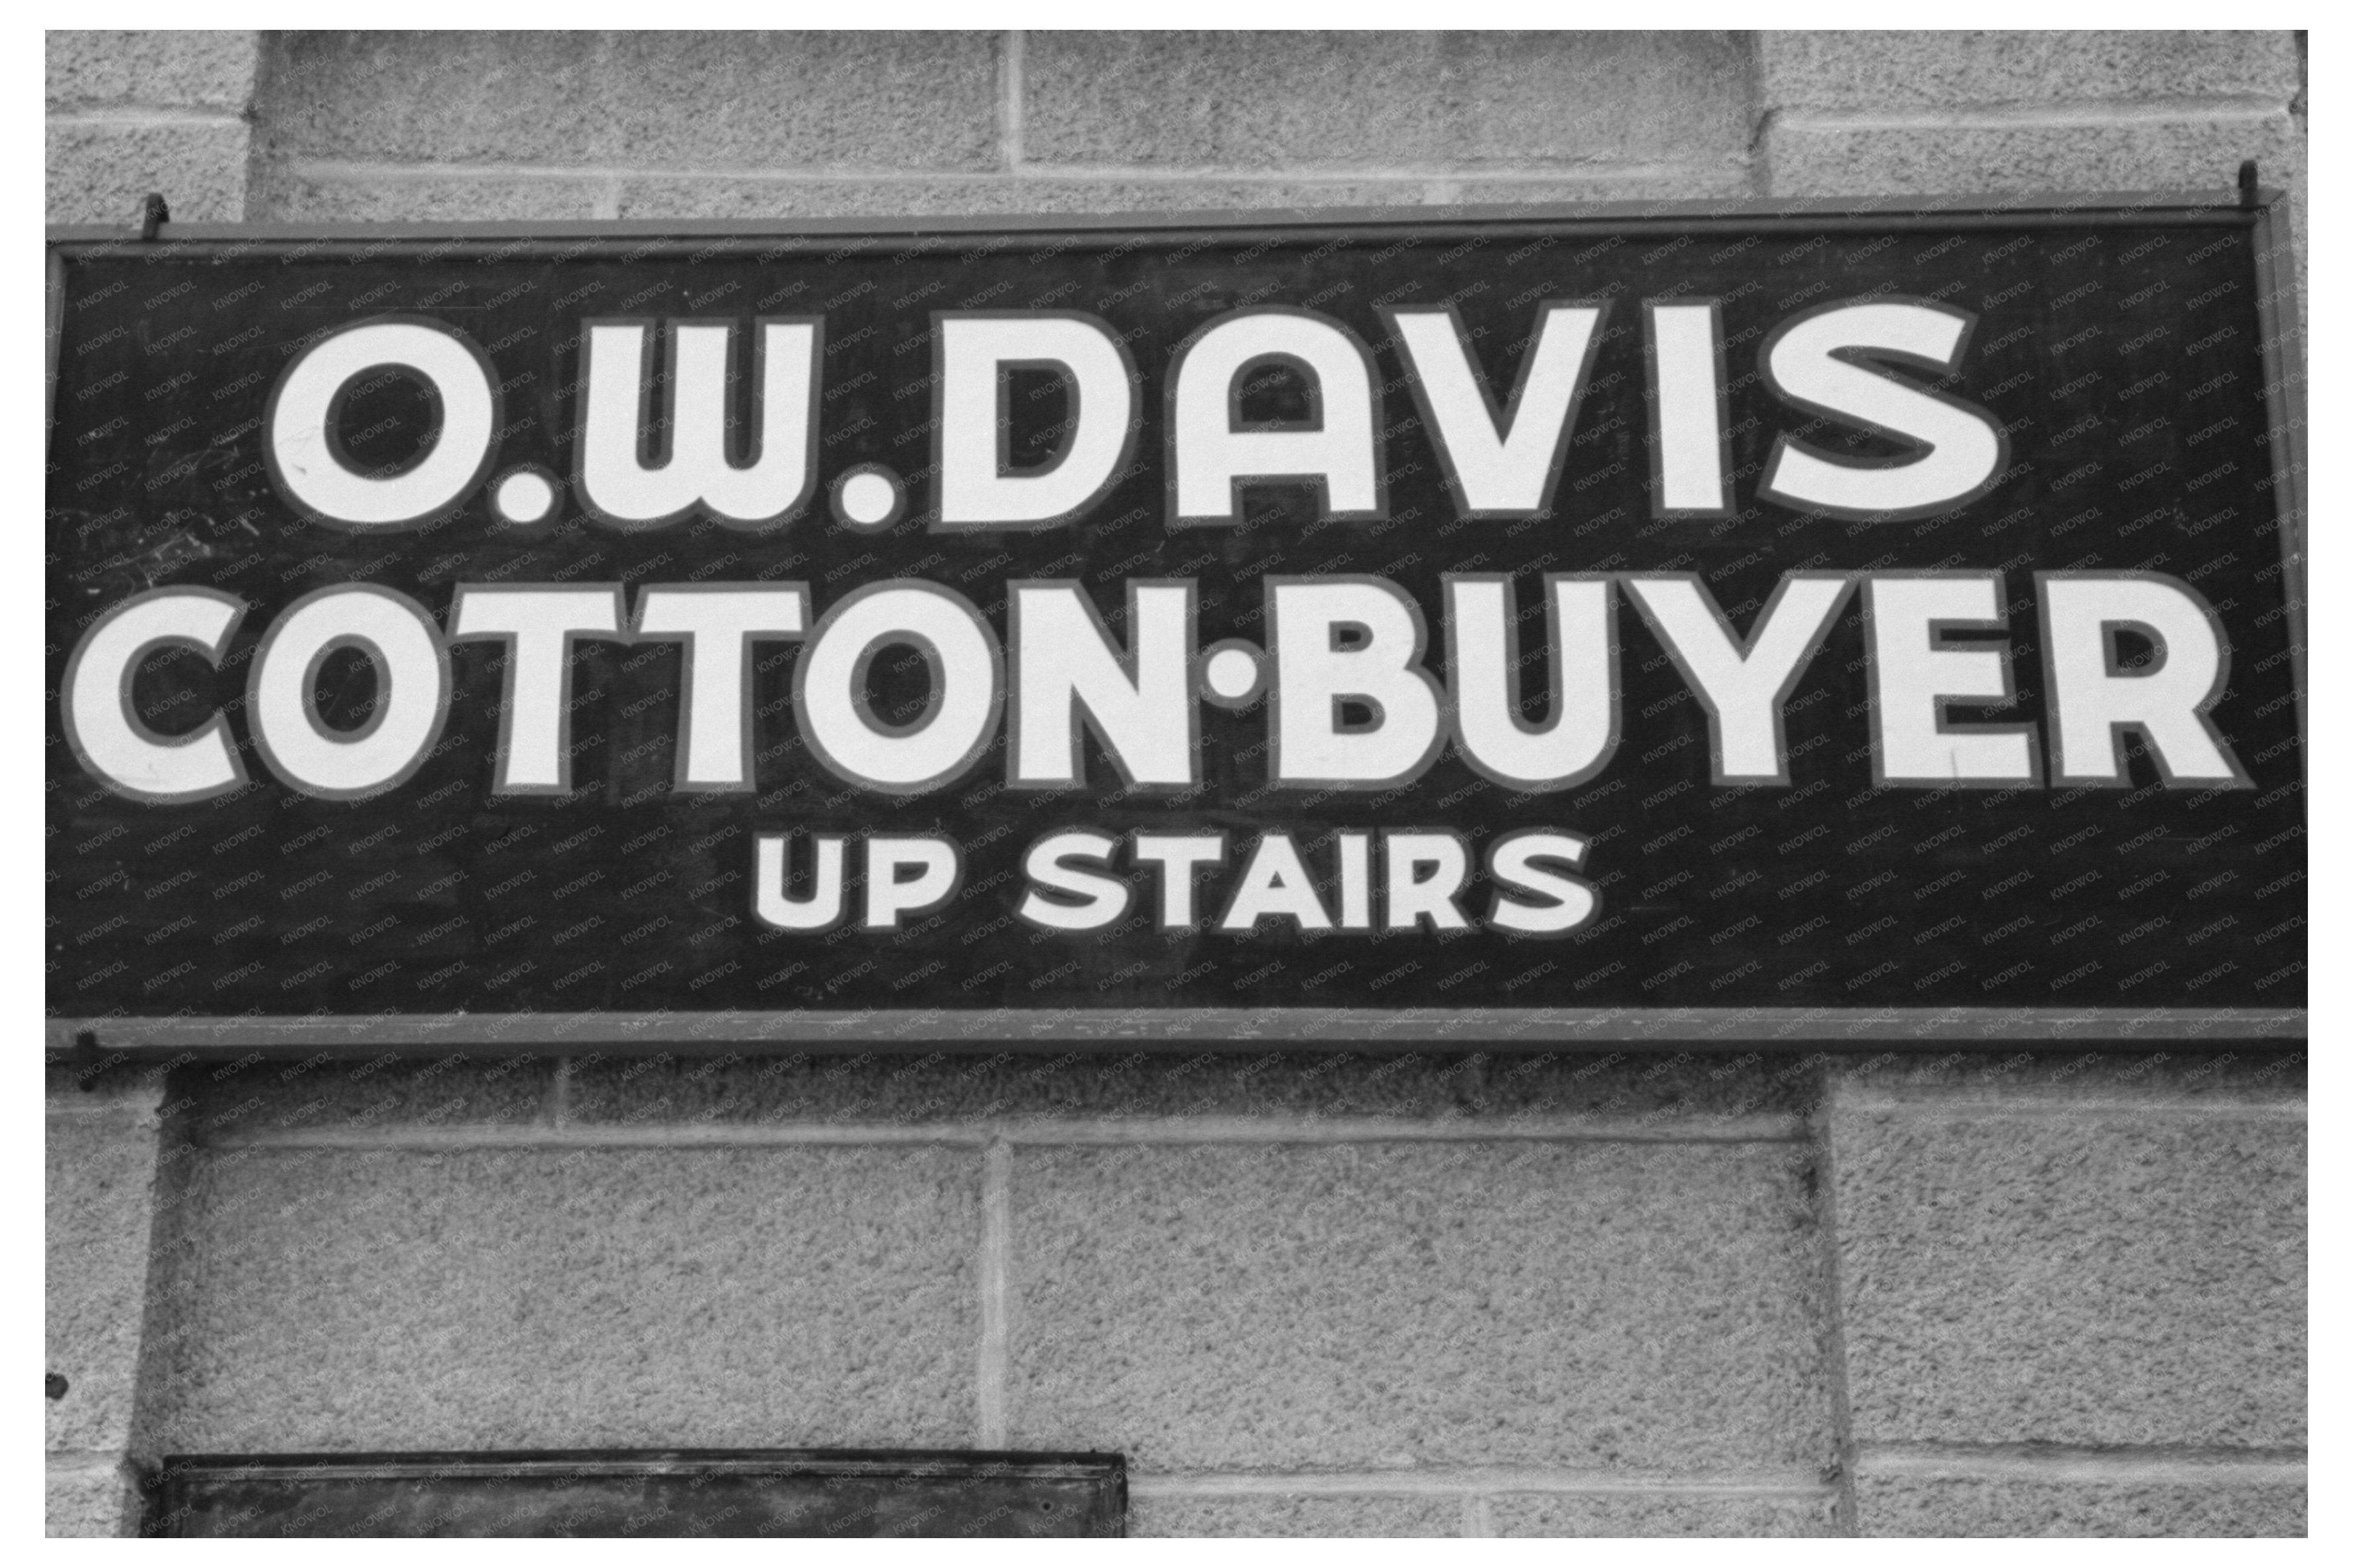 O.W. DAVIS
COTTON·BUYER
UP STAIRS